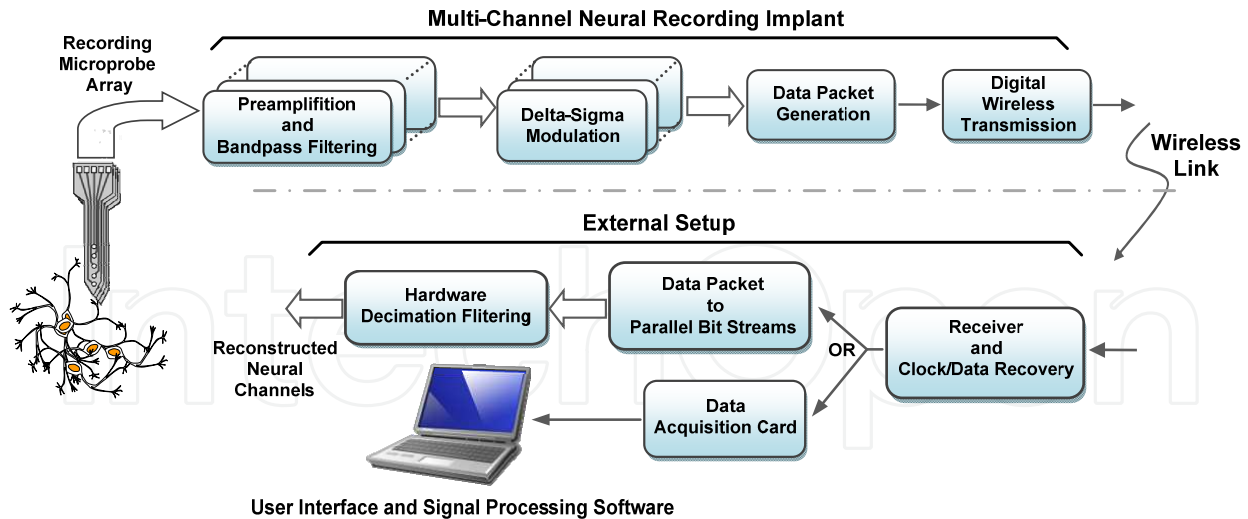 Multi-Channel Neural Recording Implant
Recording
Microprobe
Array
Preamplifition
and
Bandpass Filtering
Delta-Sigma
Modulation
Data Packet
Generation
Digital
Wireless
Transmission
Wireless
Link
External Setup
Hardware
Decimation Flitering
Data Packet
to
Parallel Bit Streams
Receiver
and
Clock/Data Recovery
OR
Reconstructed
Neural
Channels
Data
Acquisition Card
User Interface and Signal Processing Software
IntechOpen